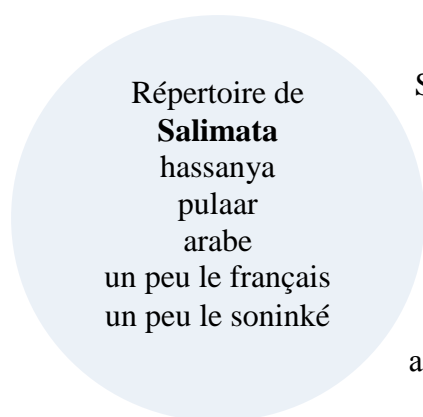 Répertoire de
Salimata
hassanya
pulaar
arabe
un peu le français
un peu le soninké